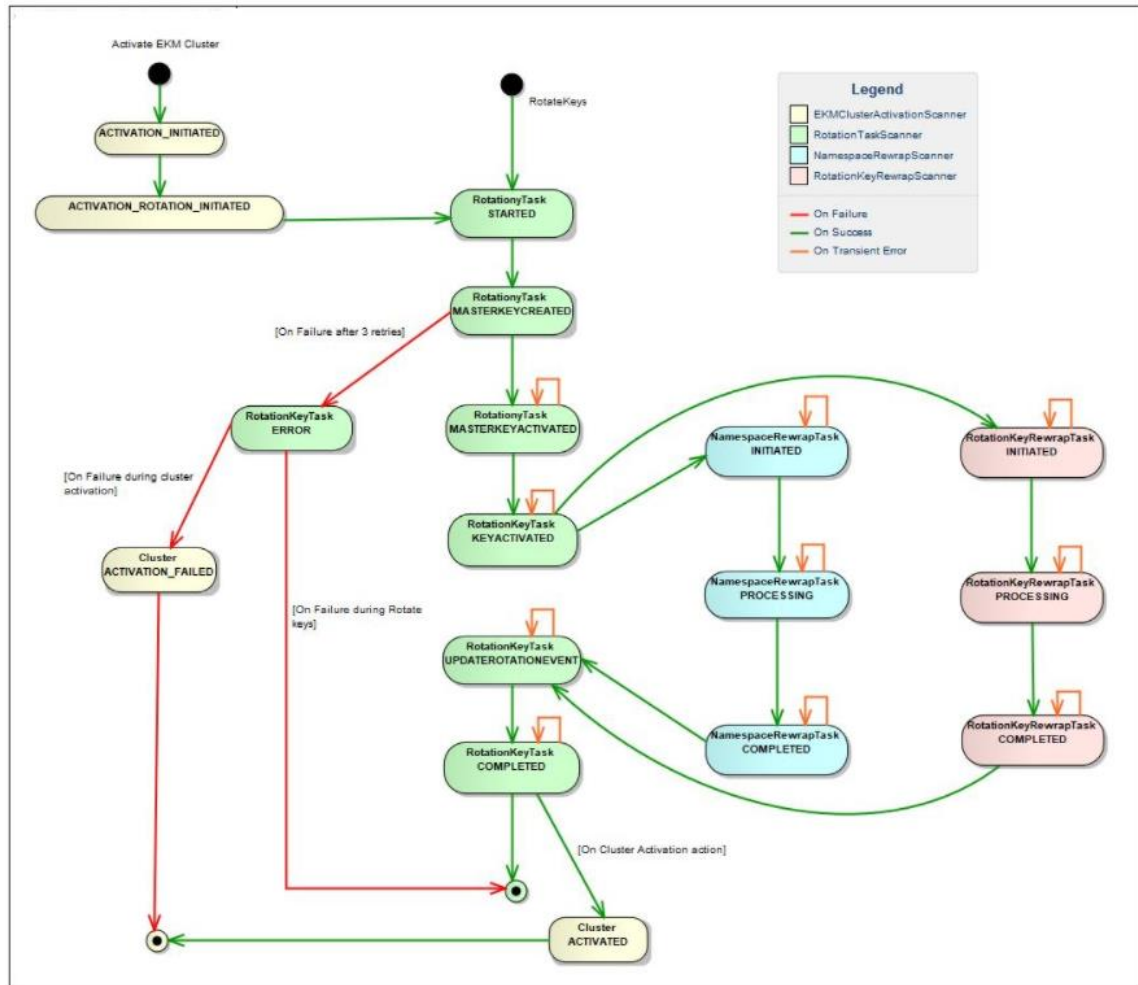 Activate EKM Cluster
RotateKeys
Legend
EKMClusterActivationScanner
RotationTaskScanner
NamespaceRewrapScanner
RotationKeyRewrapScanner
On Failure
On Success
On Transient Error
ACTIVATION_INITIATED
ACTIVATION_ROTATION_INITIATED
RotationyTask
STARTED
RotationyTask
MASTERKEYCREATED
[On Failure after 3 retries]
RotationKeyTask
ERROR
RotationyTask
MASTERKEYACTIVATED
NamespaceRewrapTask
INITIATED
RotationKeyRewrapTask
INITIATED
[On Failure during cluster
activation]
RotationKeyTask
KEYACTIVATED
Cluster
ACTIVATION_FAILED
NamespaceRewrapTask
PROCESSING
RotationKeyRewrapTask
PROCESSING
[On Failure during Rotate
keys]
RotationKeyTask
UPDATEROTATIONEVENT
NamespaceRewrapTask
COMPLETED
RotationKeyRewrapTask
COMPLETED
RotationKeyTask
COMPLETED
[On Cluster Activation action]
Cluster
ACTIVATED